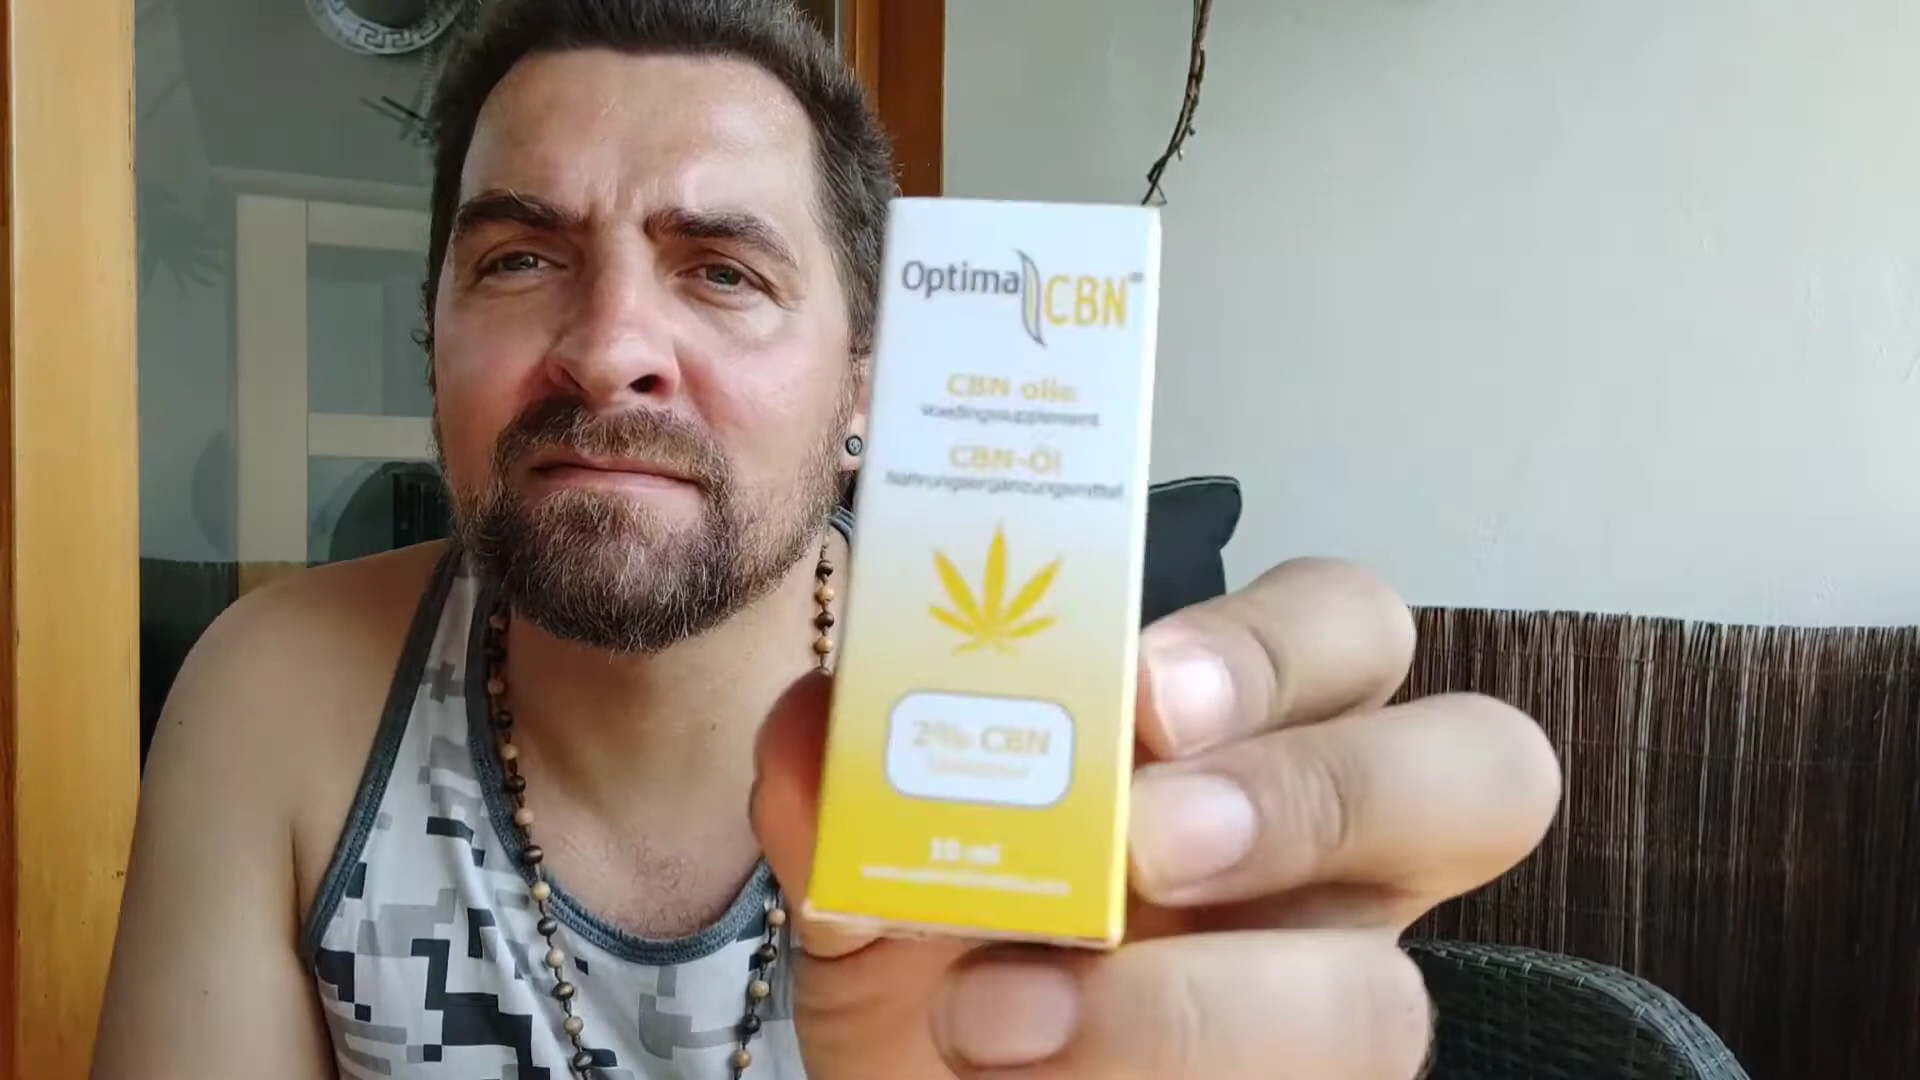 Optima CBN
CBN olie
Voedingssupplement
CBN-Öl
Nahrungsergänzungsmittel
2% CBN
10 ml